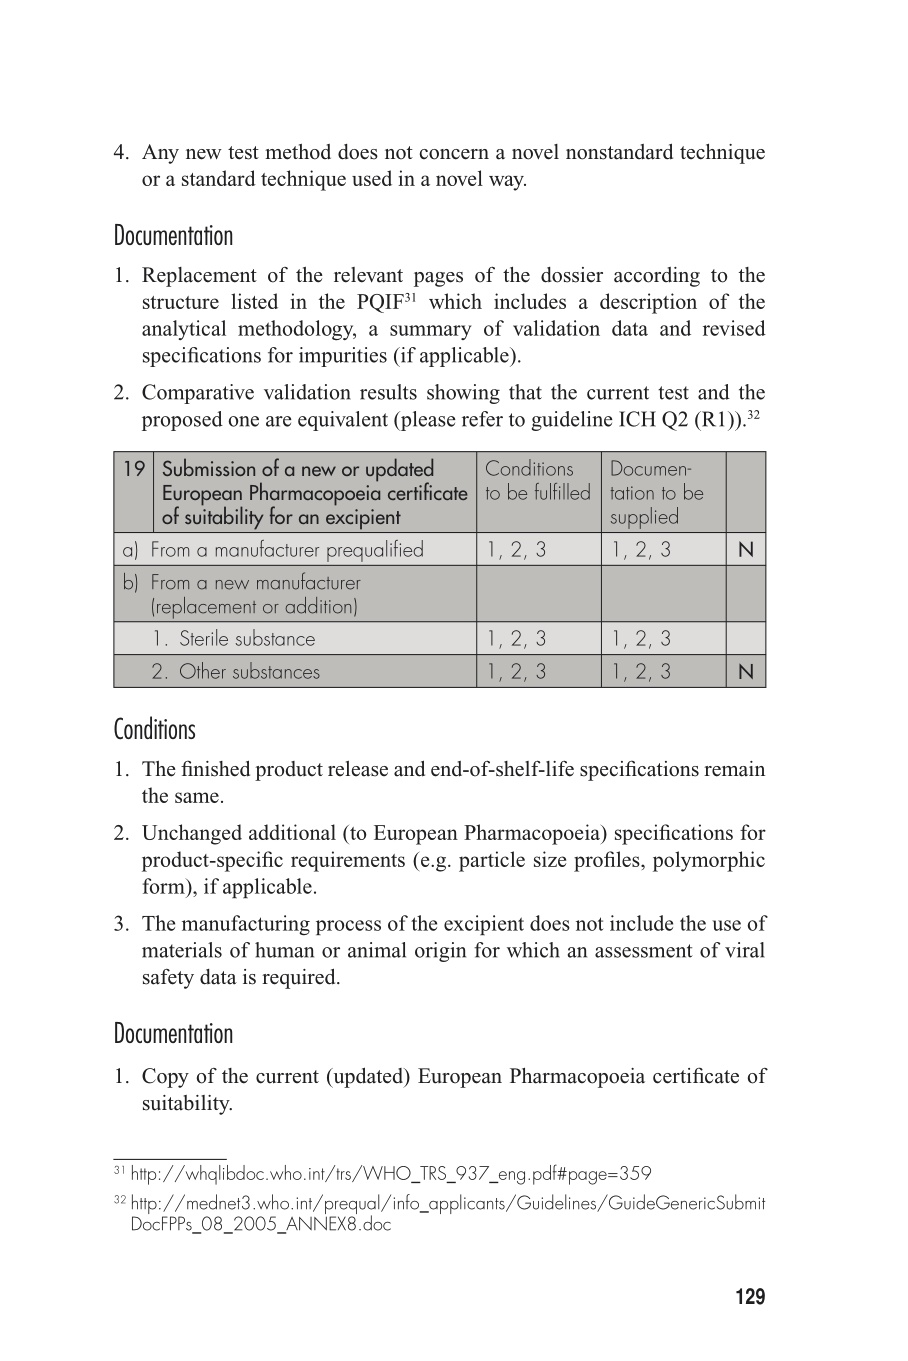 4. Any new test method does not concern a novel nonstandard technique
or a standard technique used in a novel way.
Documentation
1. Replacement of the relevant pages of the dossier according to the
structure listed in the PQIF31 which includes a description of the
analytical methodology, a summary of validation data and revised
specifications for impurities (if applicable).
2. Comparative validation results showing that the current test and the
proposed one are equivalent (please refer to guideline ICH Q2 (R1)).32
19 Submission of a new or updated Conditions Documen-
European Pharmacopoeia certificate to be fulfilled tation to be
of suitability for an excipient supplied
a) From a manufacturer prequalified 1, 2, 3 1, 2, 3 N
b) From a new manufacturer
(replacement or addition)
1. Sterile substance 1, 2, 3 1, 2, 3
2. Other substances 1, 2, 3 1, 2, 3 N
Conditions
1. The finished product release and end-of-shelf-life specifications remain
the same.
2. Unchanged additional (to European Pharmacopoeia) specifications for
product-specific requirements (e.g. particle size profiles, polymorphic
form), if applicable.
3. The manufacturing process of the excipient does not include the use of
materials of human or animal origin for which an assessment of viral
safety data is required.
Documentation
1. Copy of the current (updated) European Pharmacopoeia certificate of
suitability.
31 http://whqlibdoc.who.int/trs/WHO_TRS_937_eng.pdf#page=359
32 http://mednet3.who.int/prequal/info_applicants/Guidelines/GuideGenericSubmit
DocFPPs_08_2005_ANNEX8.doc
129